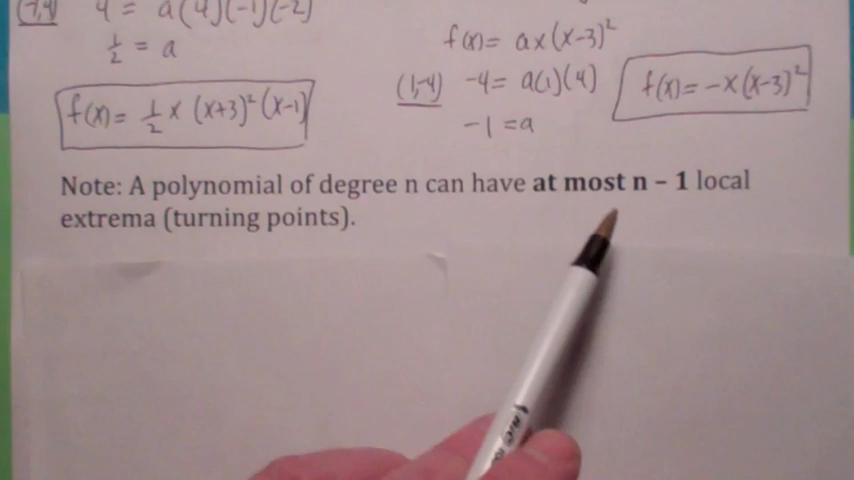 4 = a(4)(-1)(-2)
1/2 = a
f(x) = 1/2 x (x+3)² (x-1)
f(x) = ax(x-3)²
(1,-4) -4 = a(1)(4)
-1 = a
f(x) = -x(x-3)²
Note: A polynomial of degree n can have at most n – 1 local
extrema (turning points).
BIC